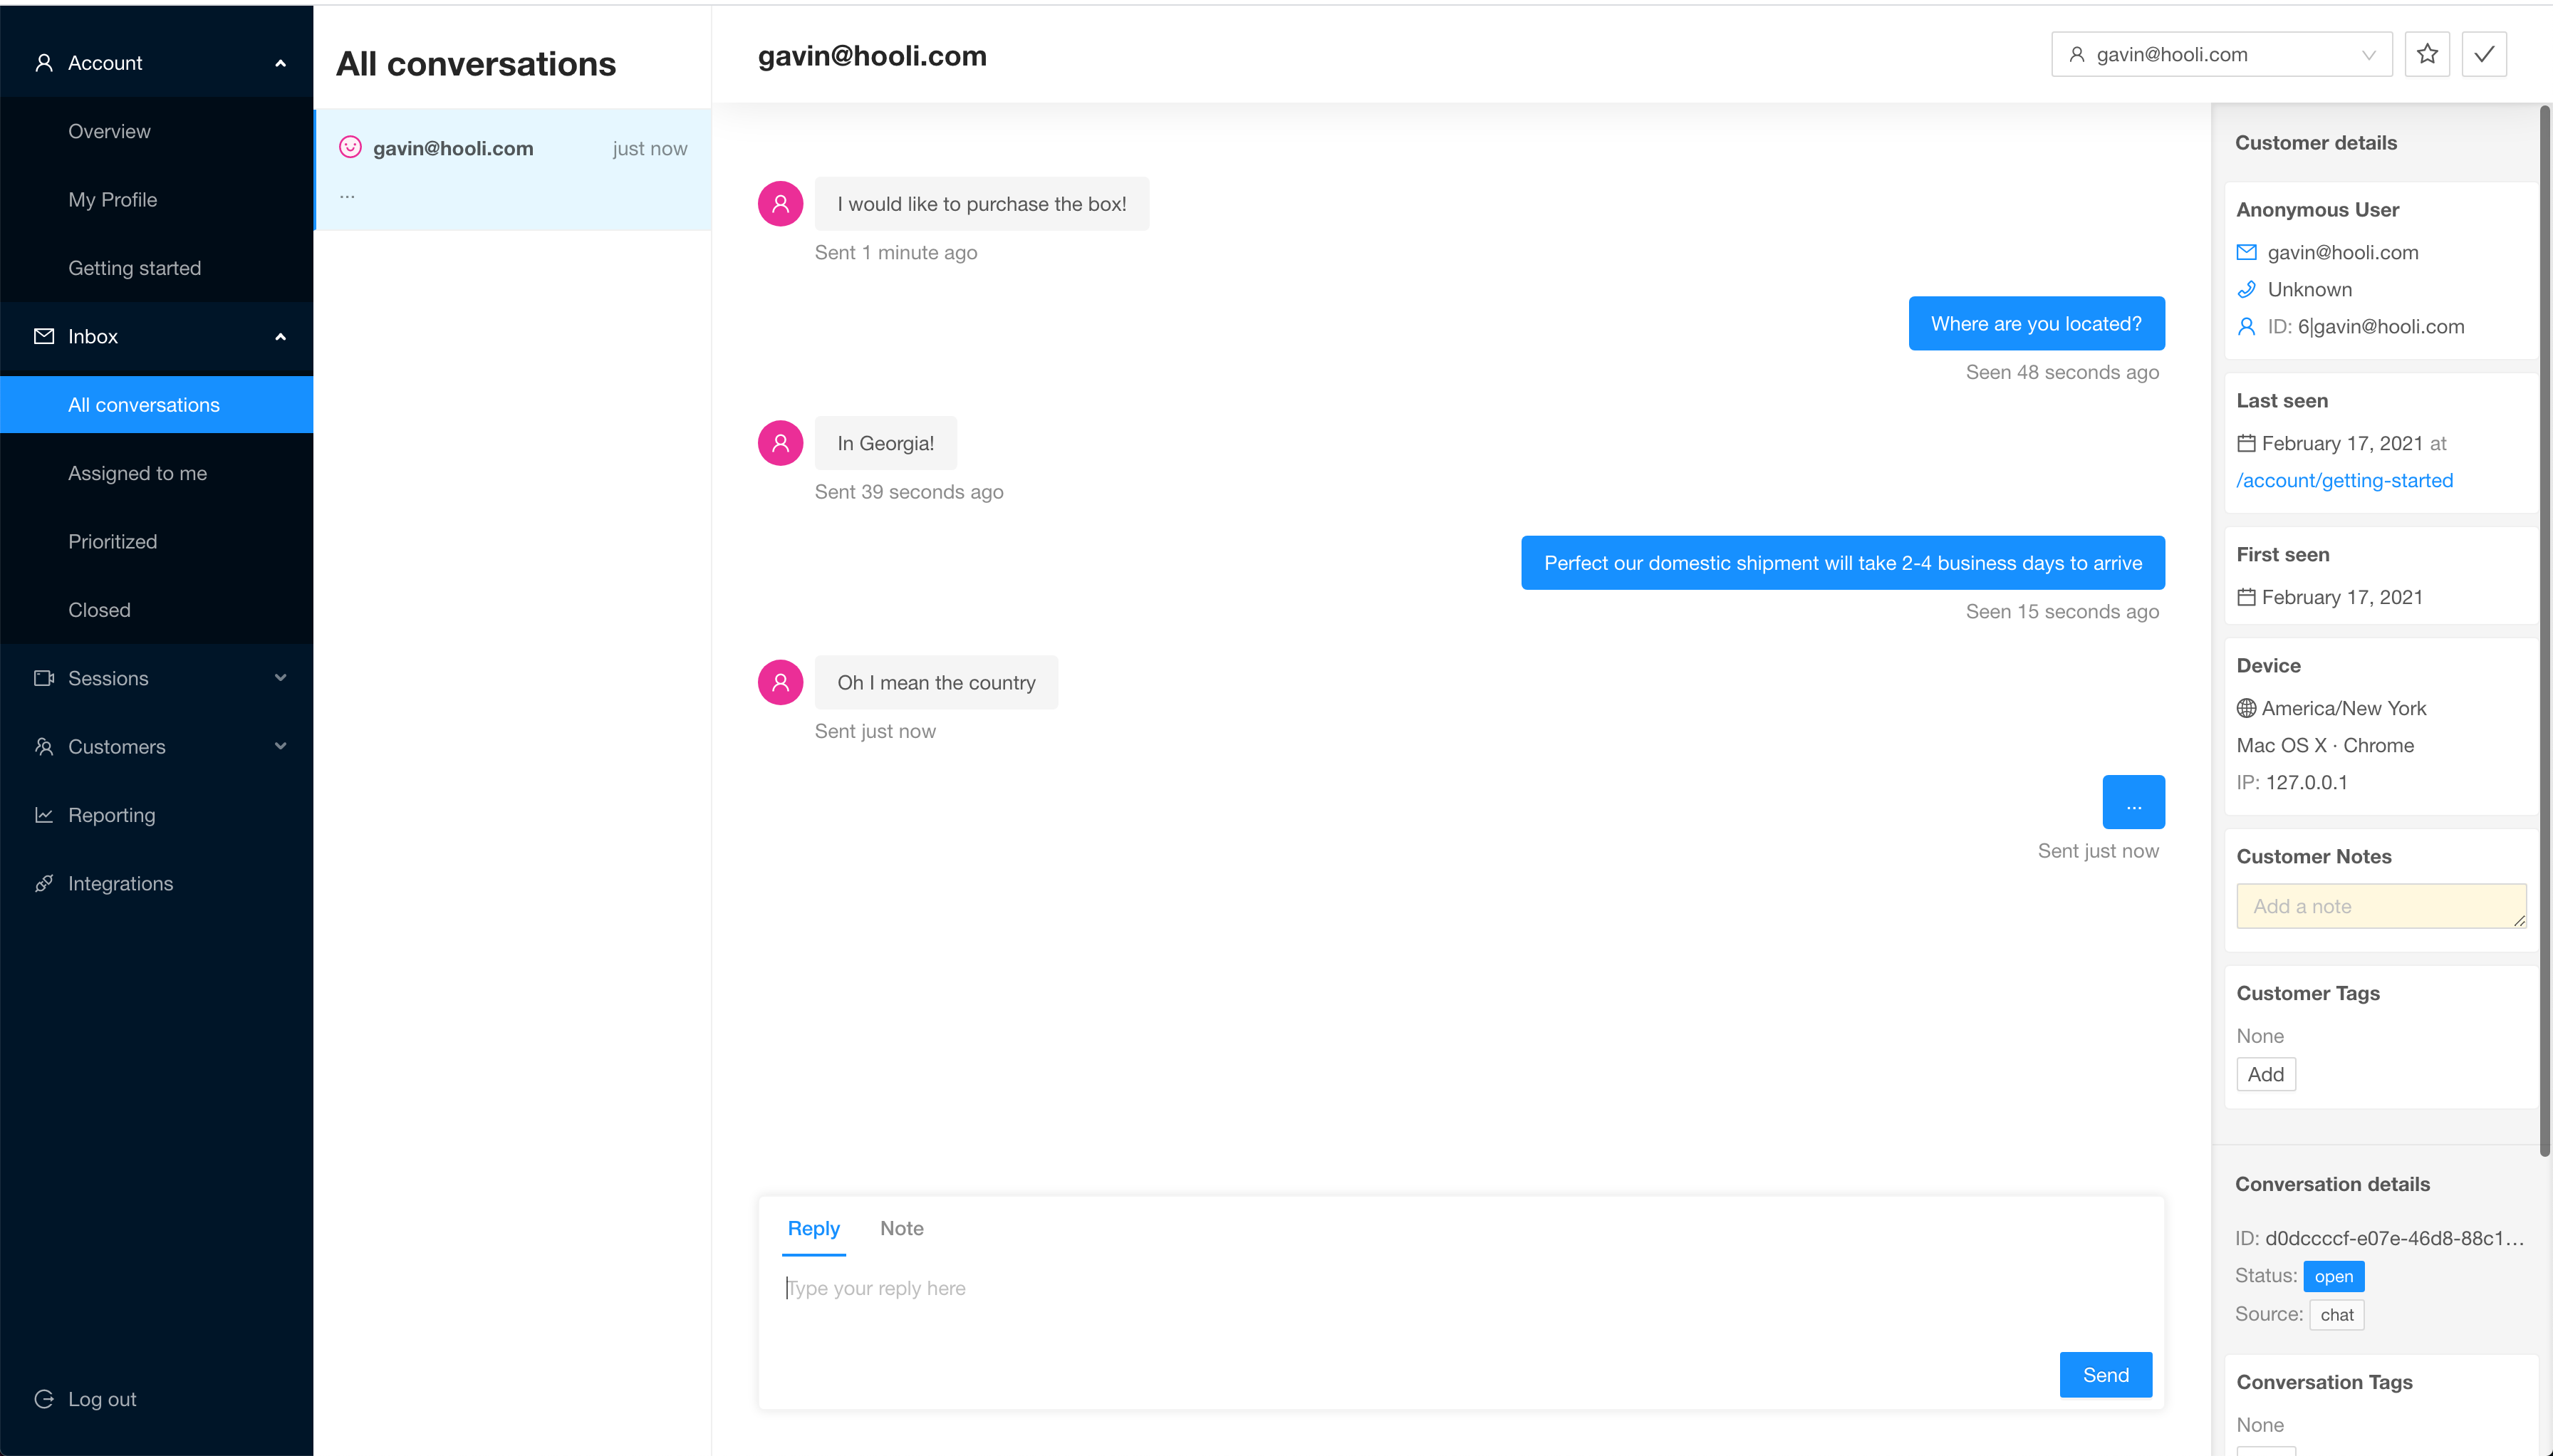 Account
Overview
My Profile
Getting started
Inbox
All conversations
Assigned to me
Prioritized
Closed
Sessions
Customers
Reporting
Integrations
Log out
All conversations
gavin@hooli.com just now
...
gavin@hooli.com
gavin@hooli.com
I would like to purchase the box!
Sent 1 minute ago
Where are you located?
Seen 48 seconds ago
In Georgia!
Sent 39 seconds ago
Perfect our domestic shipment will take 2-4 business days to arrive
Seen 15 seconds ago
Oh I mean the country
Sent just now
...
Sent just now
Reply Note
Type your reply here
Send
Customer details
Anonymous User
gavin@hooli.com
Unknown
ID: 6|gavin@hooli.com
Last seen
February 17, 2021 at
/account/getting-started
First seen
February 17, 2021
Device
America/New York
Mac OS X · Chrome
IP: 127.0.0.1
Customer Notes
Add a note
Customer Tags
None
Add
Conversation details
ID: d0dccccf-e07e-46d8-88c1...
Status: open
Source: chat
Conversation Tags
None